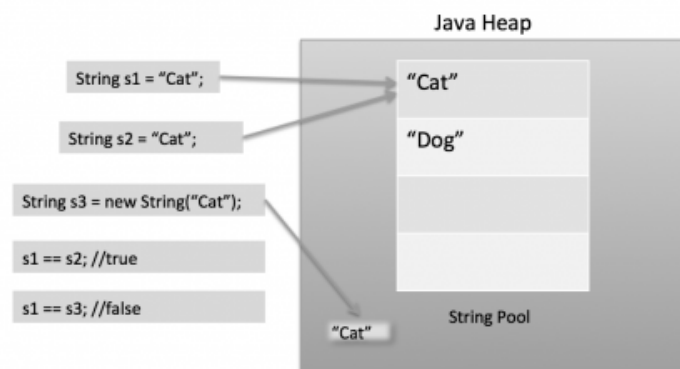 Java Heap
String s1 = “Cat”;
“Cat”
String s2 = “Cat”;
“Dog”
String s3 = new String(“Cat”);
s1 == s2; //true
s1 == s3; //false
“Cat”
String Pool